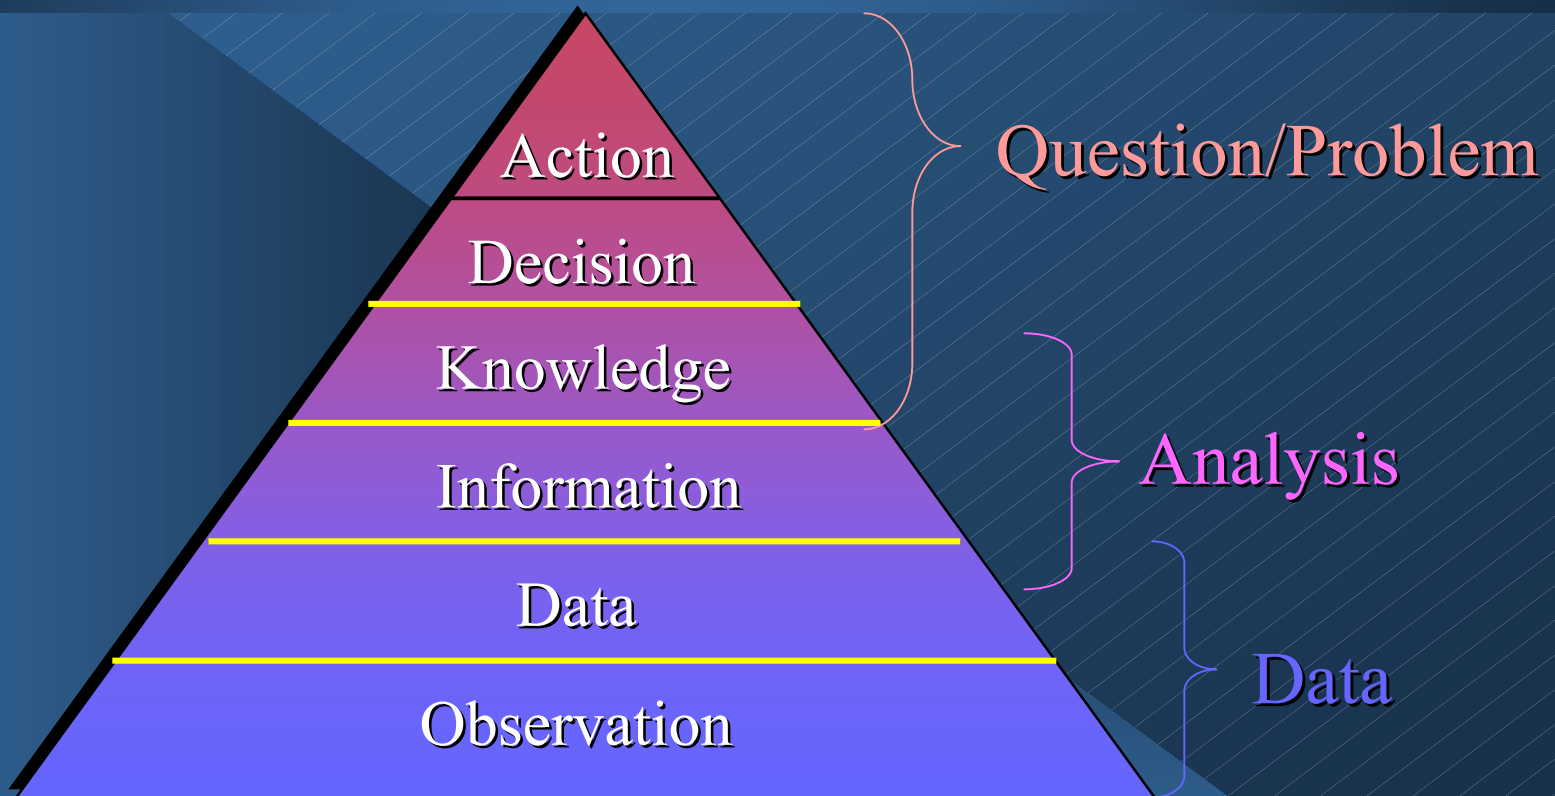 Action
Question/Problem
Decision
Knowledge
Information
Analysis
Data
Data
Observation